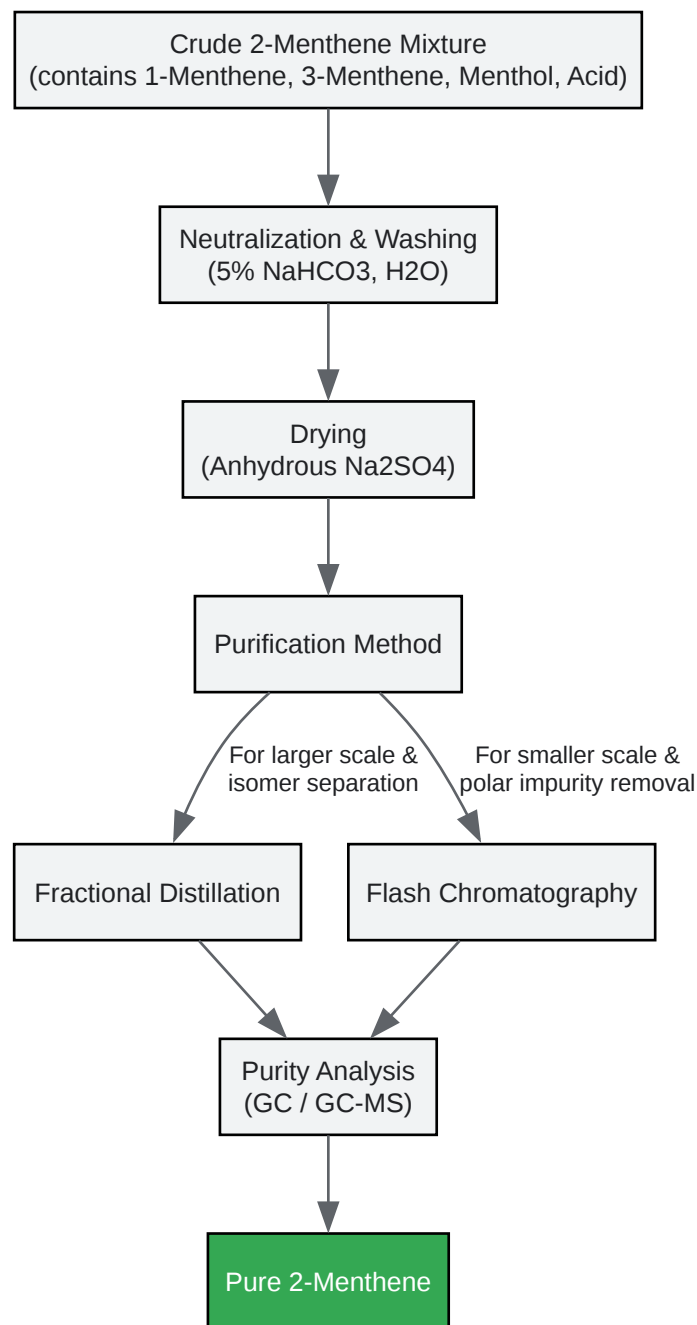 Crude 2-Menthene Mixture
(contains 1-Menthene, 3-Menthene, Menthol, Acid)
Neutralization & Washing
(5% NaHCO3, H2O)
Drying
(Anhydrous Na2SO4)
Purification Method
For larger scale &
isomer separation
For smaller scale &
polar impurity removal
Fractional Distillation
Flash Chromatography
Purity Analysis
(GC / GC-MS)
Pure 2-Menthene